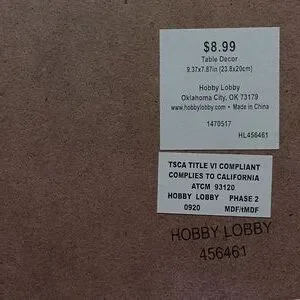 $8.99
Table Decor
9.37x7.87in (23.8x20cm)
Hobby Lobby
Oklahoma City, OK 73179
www.hobbylobby.com • Made in China
1470517
HL456461
TSCA TITLE VI COMPLIANT
COMPLIES TO CALIFORNIA
ATCM 93120
HOBBY LOBBY PHASE 2
0920 MDF/tMDF
HOBBY LOBBY
456461